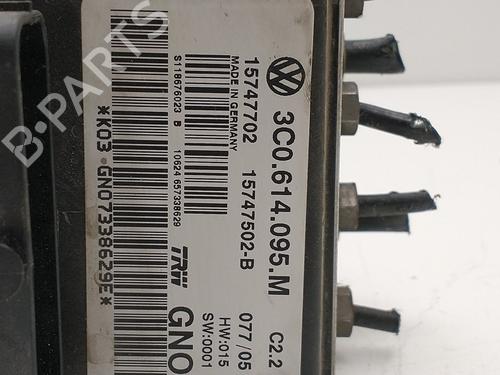 3C0.614.095.M C2.2
15747702 15747502-B 077/05
MADE IN GERMANY HW:015
SW:0001
S118676023 B 10624 657338629 TRW GNO
*K03 GN07338629E*
B-PARTS